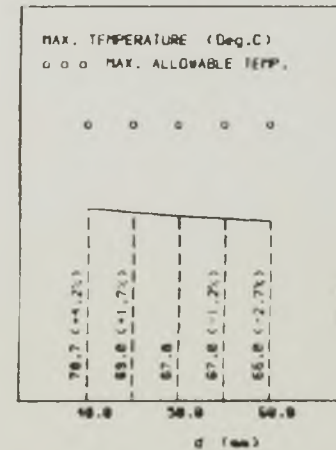 MAX. TEMPERATURE (Deg.C)
o o o MAX. ALLOWABLE TEMP.
70.7 (+4.2%)
69.0 (+1.7%)
67.8
67.0 (-1.2%)
66.0 (-2.7%)
40.0 50.0 60.0
d (mm)